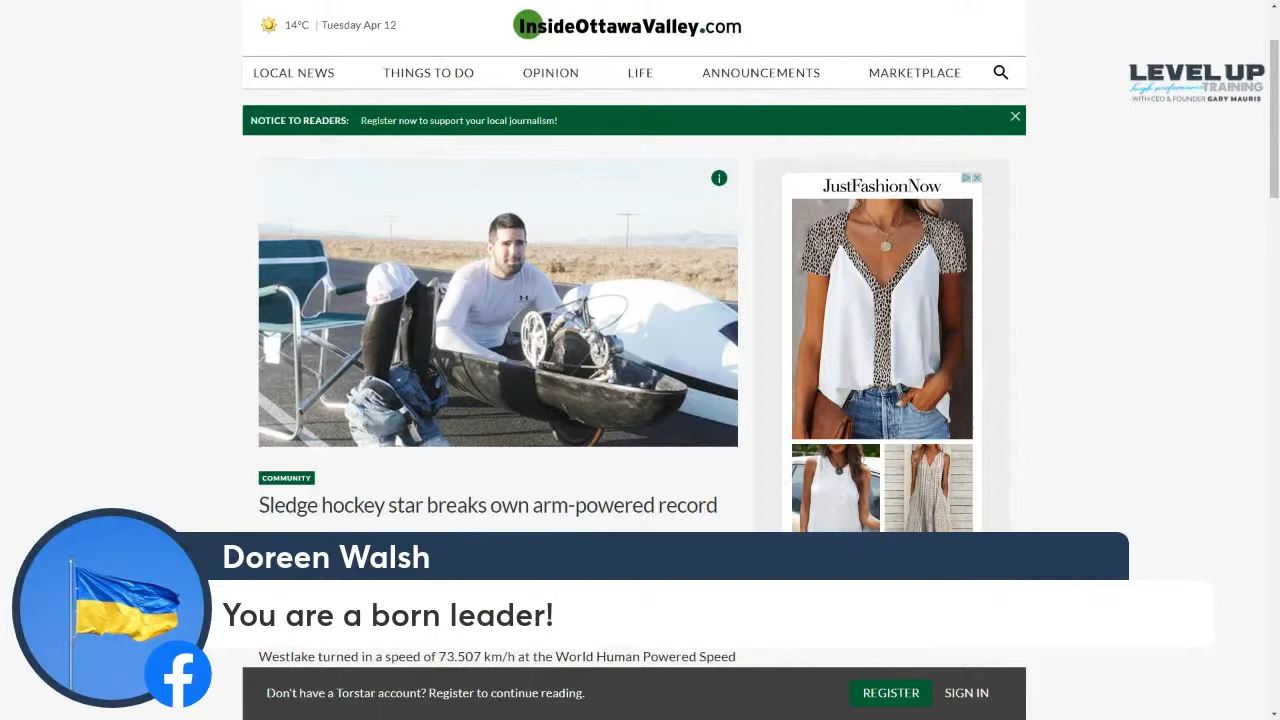 14°C | Tuesday Apr 12
InsideOttawaValley.com
LOCAL NEWS THINGS TO DO OPINION LIFE ANNOUNCEMENTS MARKETPLACE
LEVEL UP
high performance TRAINING
WITH CEO & FOUNDER GARY MAURIS
NOTICE TO READERS: Register now to support your local journalism!
JustFashionNow
COMMUNITY
Sledge hockey star breaks own arm-powered record
Doreen Walsh
You are a born leader!
Westlake turned in a speed of 73.507 km/h at the World Human Powered Speed
Don't have a Torstar account? Register to continue reading.
REGISTER SIGN IN